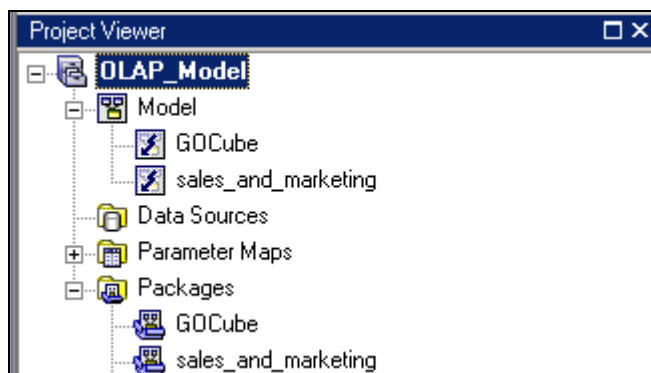 Project Viewer
OLAP_Model
Model
GOCube
sales_and_marketing
Data Sources
Parameter Maps
Packages
GOCube
sales_and_marketing